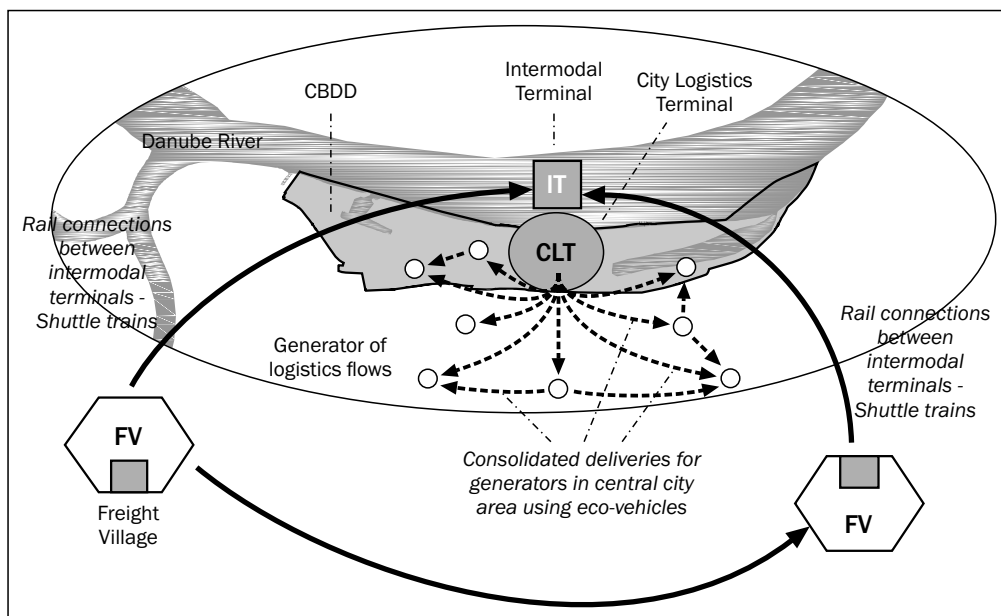 Intermodal
Terminal
CBDD
City Logistics
Terminal
Danube River
IT
Rail connections
between
intermodal
terminals -
Shuttle trains
CLT
Generator of
logistics flows
Rail connections
between
intermodal
terminals -
Shuttle trains
FV
Freight
Village
Consolidated deliveries for
generators in central city
area using eco-vehicles
FV